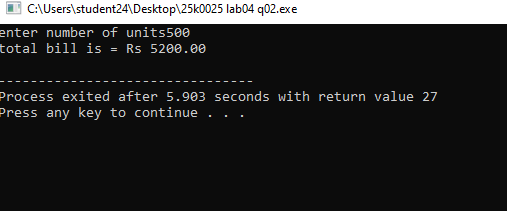 C:\Users\student24\Desktop\25k0025 lab04 q02.exe
enter number of units500
total bill is = Rs 5200.00
--------------------------------
Process exited after 5.903 seconds with return value 27
Press any key to continue . . .